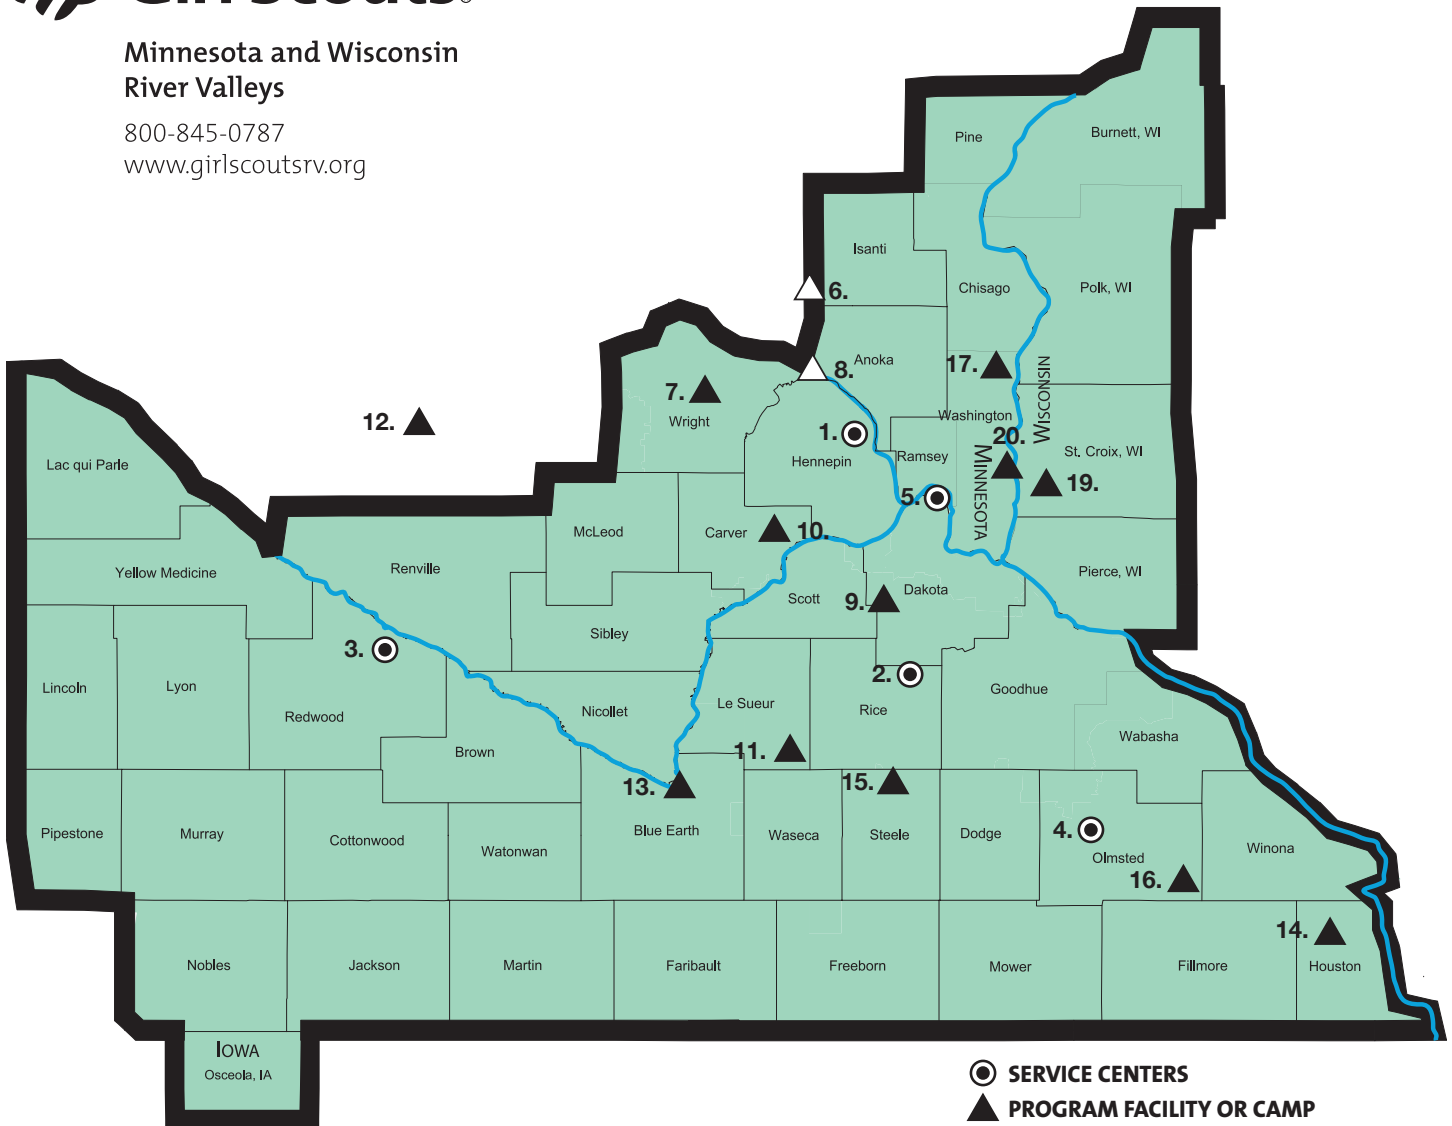 Girl Scouts®
Minnesota and Wisconsin
River Valleys
800-845-0787
www.girlscoutsrv.org
Pine
Burnett, WI
Isanti
Chisago
Polk, WI
6.
Anoka
8.
17.
7.
Wright
Washington
WISCONSIN
12.
1.
Hennepin
Ramsey
20.
MINNESOTA
St. Croix, WI
19.
Lac qui Parle
5.
McLeod
Carver
10.
Renville
Yellow Medicine
Pierce, WI
Scott
9.
Dakota
Sibley
3.
2.
Lincoln
Lyon
Redwood
Nicollet
Le Sueur
Rice
Goodhue
Brown
11.
Wabasha
13.
15.
Pipestone
Murray
Cottonwood
Watonwan
Blue Earth
Waseca
Steele
Dodge
4.
Olmsted
16.
Winona
14.
Nobles
Jackson
Martin
Faribault
Freeborn
Mower
Fillmore
Houston
IOWA
Osceola, IA
SERVICE CENTERS
PROGRAM FACILITY OR CAMP